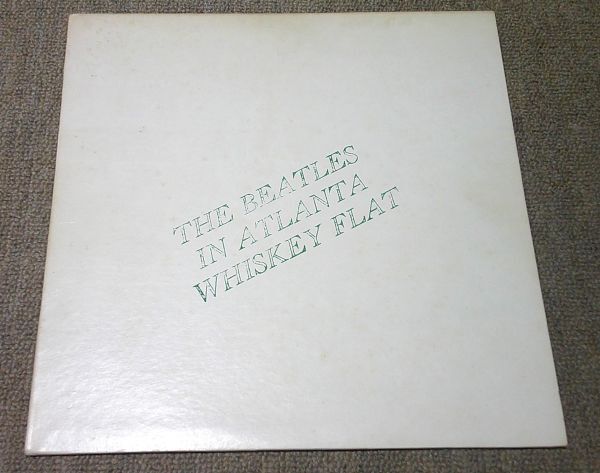 THE BEATLES
IN ATLANTA
WHISKEY FLAT